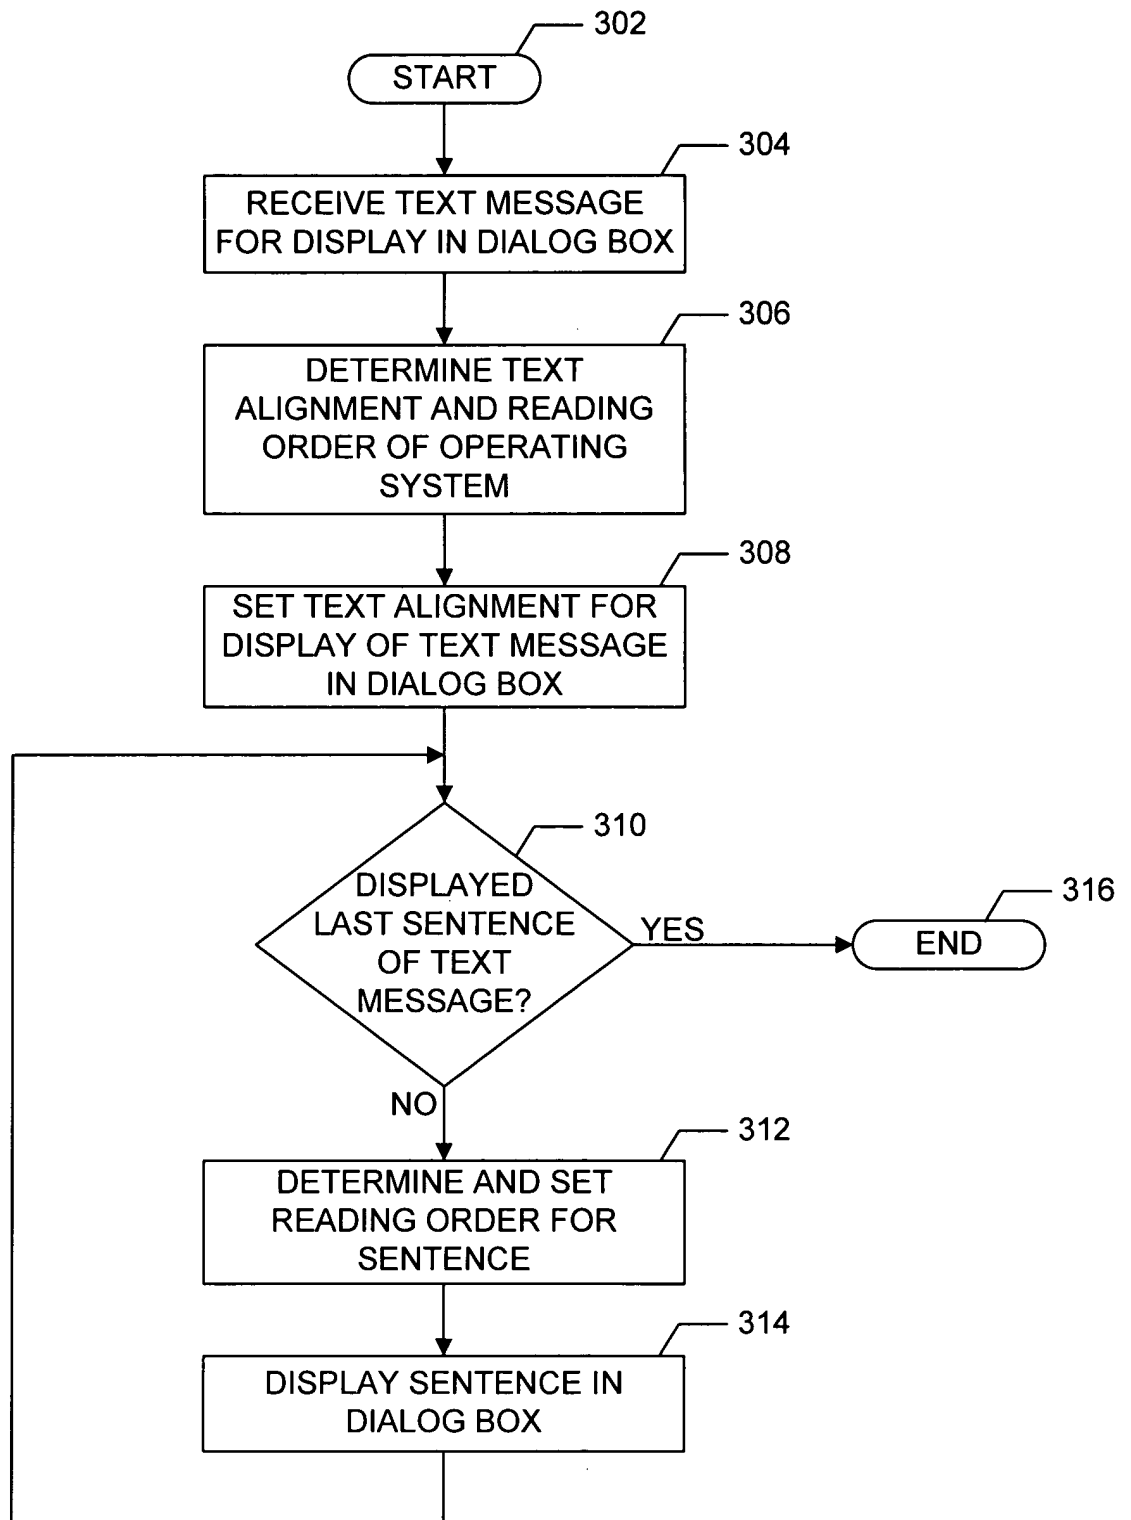 302
START
304
RECEIVE TEXT MESSAGE
FOR DISPLAY IN DIALOG BOX
306
DETERMINE TEXT
ALIGNMENT AND READING
ORDER OF OPERATING
SYSTEM
308
SET TEXT ALIGNMENT FOR
DISPLAY OF TEXT MESSAGE
IN DIALOG BOX
310
DISPLAYED
LAST SENTENCE
OF TEXT
MESSAGE?
YES
316
END
NO
312
DETERMINE AND SET
READING ORDER FOR
SENTENCE
314
DISPLAY SENTENCE IN
DIALOG BOX